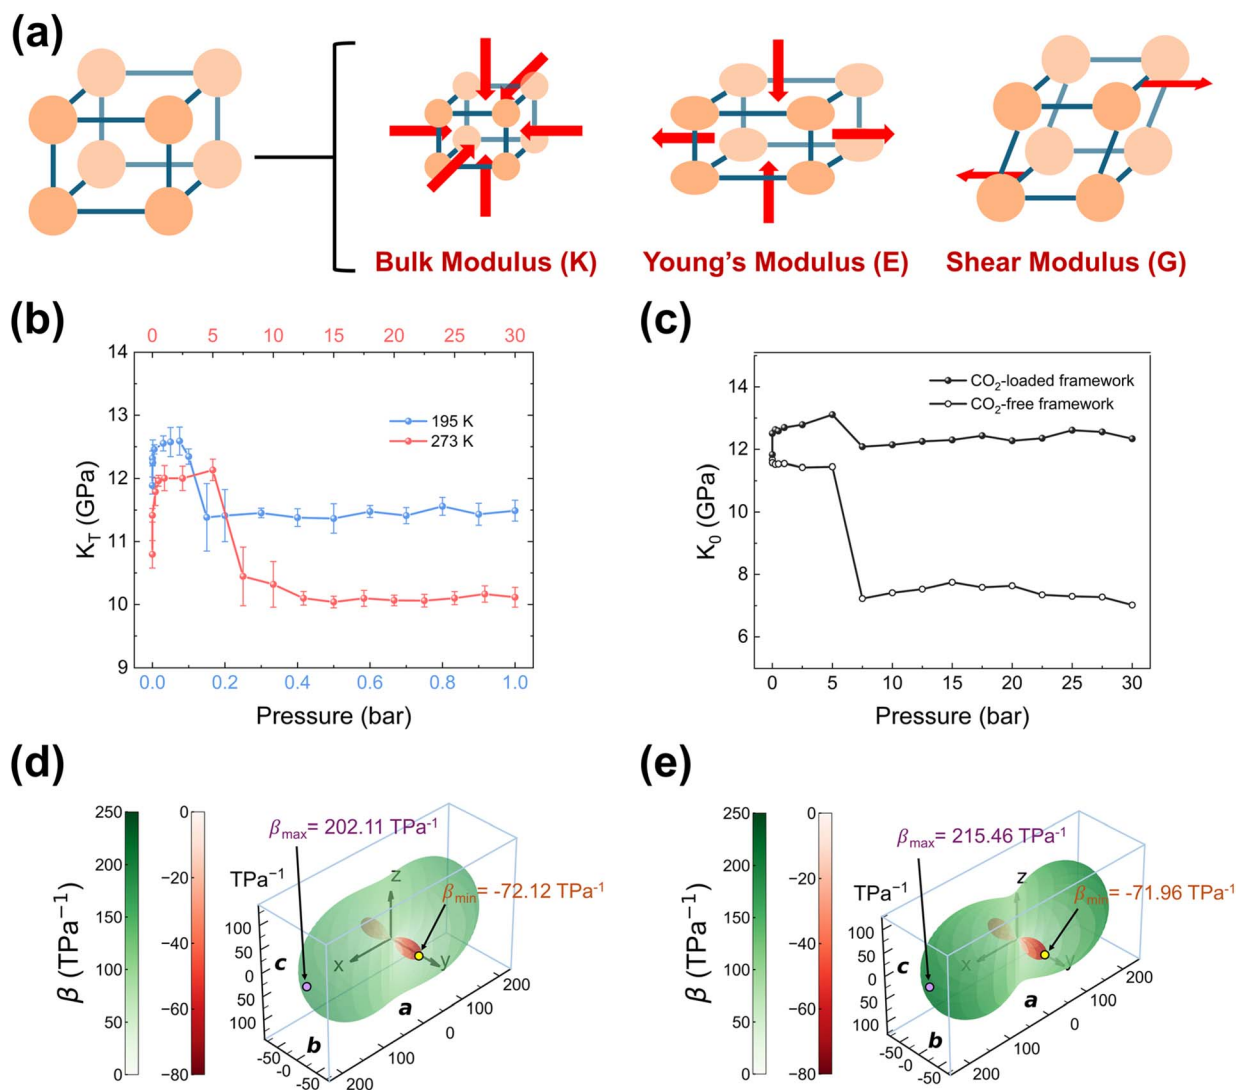 (a)
Bulk Modulus (K)
Young's Modulus (E)
Shear Modulus (G)
(b)
0 5 10 15 20 25 30
14
13
12
11
10
9
K_T (GPa)
195 K
273 K
0.0 0.2 0.4 0.6 0.8 1.0
Pressure (bar)
(c)
14
12
10
8
6
K_0 (GPa)
CO₂-loaded framework
CO₂-free framework
0 5 10 15 20 25 30
Pressure (bar)
(d)
β (TPa⁻¹)
250
200
150
100
50
0
0
−20
−40
−60
−80
β_max= 202.11 TPa⁻¹
β_min= -72.12 TPa⁻¹
TPa⁻¹
100
50
0
50
100
z
x
y
c
b
a
-50
-0
-50
200
100
0
100
200
(e)
β (TPa⁻¹)
250
200
150
100
50
0
0
−20
−40
−60
−80
β_max= 215.46 TPa⁻¹
β_min= -71.96 TPa⁻¹
TPa⁻¹
100
50
0
50
100
z
x
y
c
b
a
-50
-0
-50
200
100
0
100
200